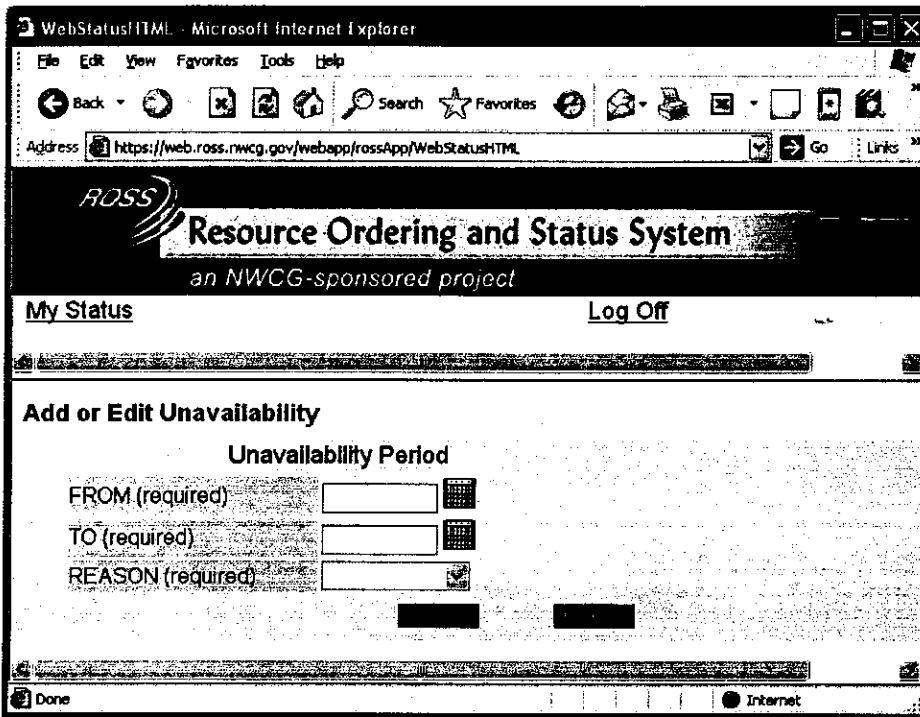 WebStatusHTML - Microsoft Internet Explorer
File Edit View Favorites Tools Help
Back Search Favorites
Address https://web.ross.nwcg.gov/webapp/rossApp/WebStatusHTML Go Links
ROSS
Resource Ordering and Status System
an NWCG-sponsored project
My Status Log Off
Add or Edit Unavailability
Unavailability Period
FROM (required)
TO (required)
REASON (required)
Done Internet